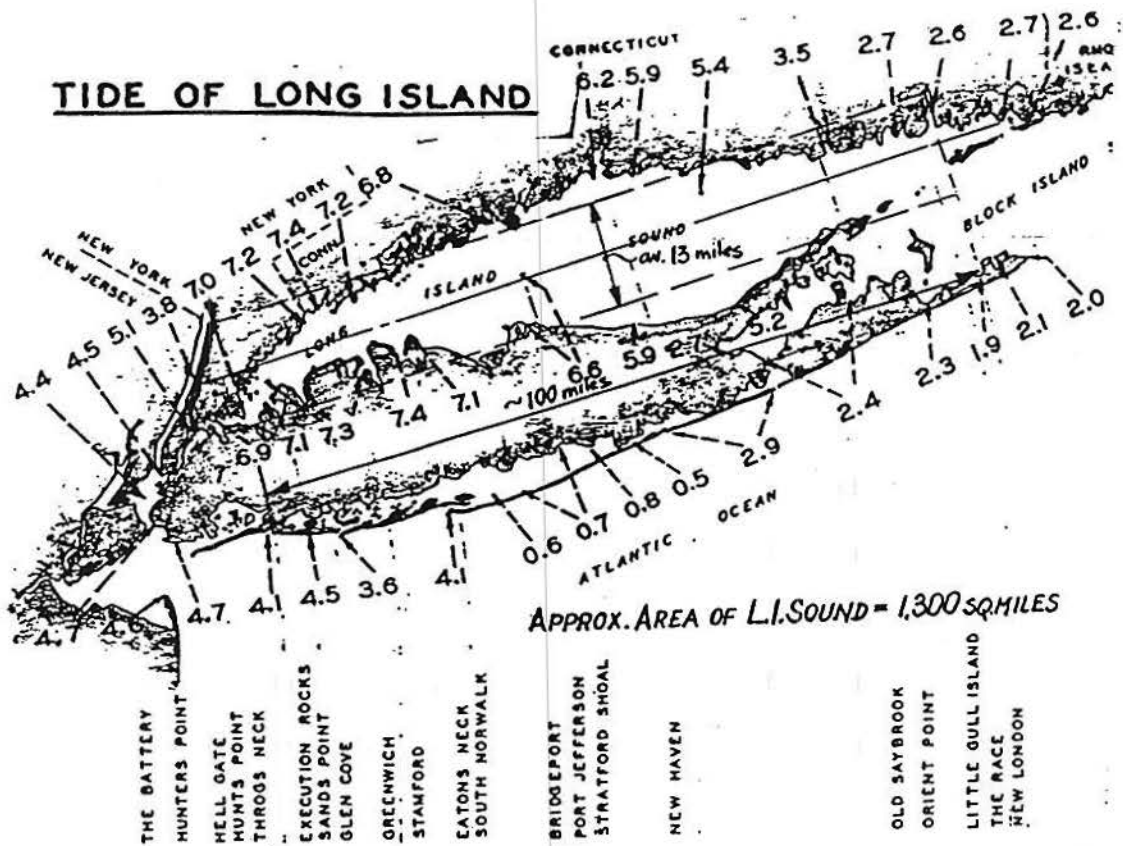 TIDE OF LONG ISLAND
CONNECTICUT
6.2 5.9 5.4 3.5 2.7 2.6 2.7 2.6
NEW YORK
CONN.
7.2 7.4 7.2 6.8
NEW YORK
NEW JERSEY
4.4 4.5 5.1 3.8 7.0
LONG ISLAND SOUND
av. 13 miles
BLOCK ISLAND
~100 miles
6.9 7.1 7.3 7.4 7.1 6.6 5.9 2.7 5.2
2.4 2.3 1.9 2.1 2.0
4.7 4.7 4.1 4.5 3.6 4.1 0.6 0.7 0.8 0.5 2.9
ATLANTIC OCEAN
APPROX. AREA OF L.I. SOUND = 1,300 SQ.MILES
THE BATTERY
HUNTERS POINT
HELL GATE
HUNTS POINT
THROGS NECK
EXECUTION ROCKS
SANDS POINT
GLEN COVE
GREENWICH
STAMFORD
EATONS NECK
SOUTH NORWALK
BRIDGEPORT
PORT JEFFERSON
STRATFORD SHOAL
NEW HAVEN
OLD SAYBROOK
ORIENT POINT
LITTLE GULL ISLAND
THE RACE
NEW LONDON